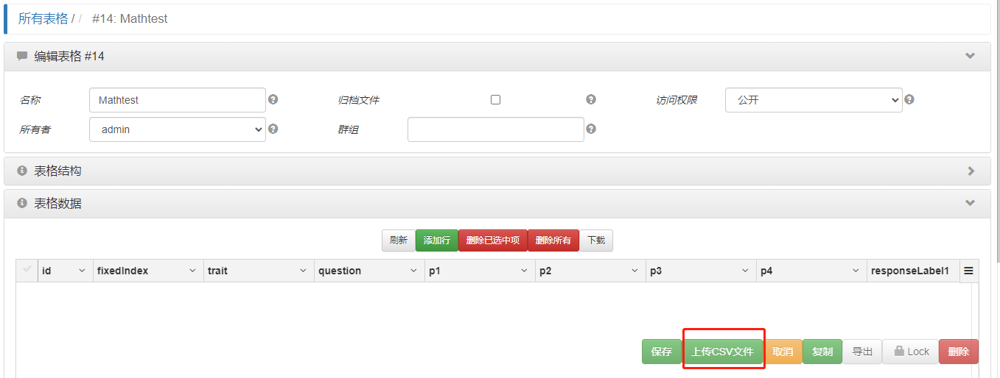 所有表格 / / #14: Mathtest
编辑表格 #14
名称 Mathtest 归档文件 访问权限 公开
所有者 admin 群组
表格结构
表格数据
刷新 添加行 删除已选中项 删除所有 下载
id fixedIndex trait question p1 p2 p3 p4 responseLabel1
保存 上传CSV文件 取消 复制 导出 Lock 删除